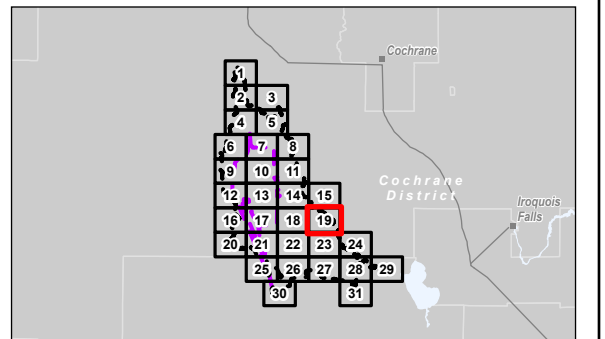 Cochrane
1
2 3
4 5
6 7 8
9 10 11
12 13 14 15
Cochrane
District
Iroquois
Falls
16 17 18 19
20 21 22 23 24
25 26 27 28 29
30 31